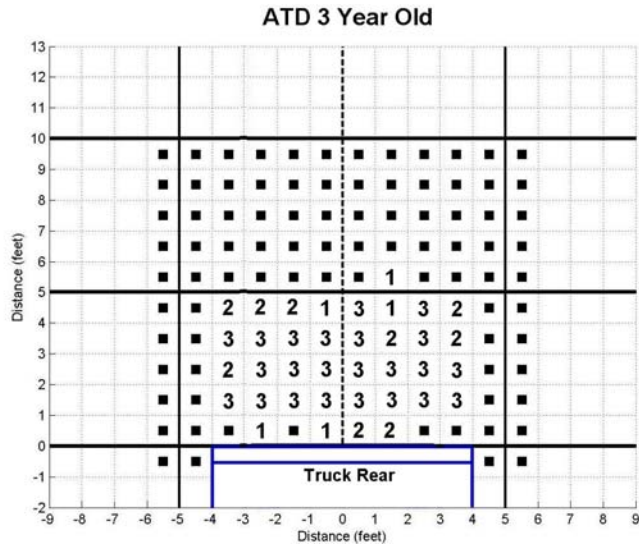 ATD 3 Year Old
13
12
11
10
9
8
7
6
5 1
4 2 2 2 1 3 1 3 2
3 3 3 3 3 3 2 3 2
2 2 3 3 3 3 3 3 3
1 3 3 3 3 3 3 3 3
0 1 1 2 2
-1
-2
Distance (feet)
Truck Rear
-9 -8 -7 -6 -5 -4 -3 -2 -1 0 1 2 3 4 5 6 7 8 9
Distance (feet)